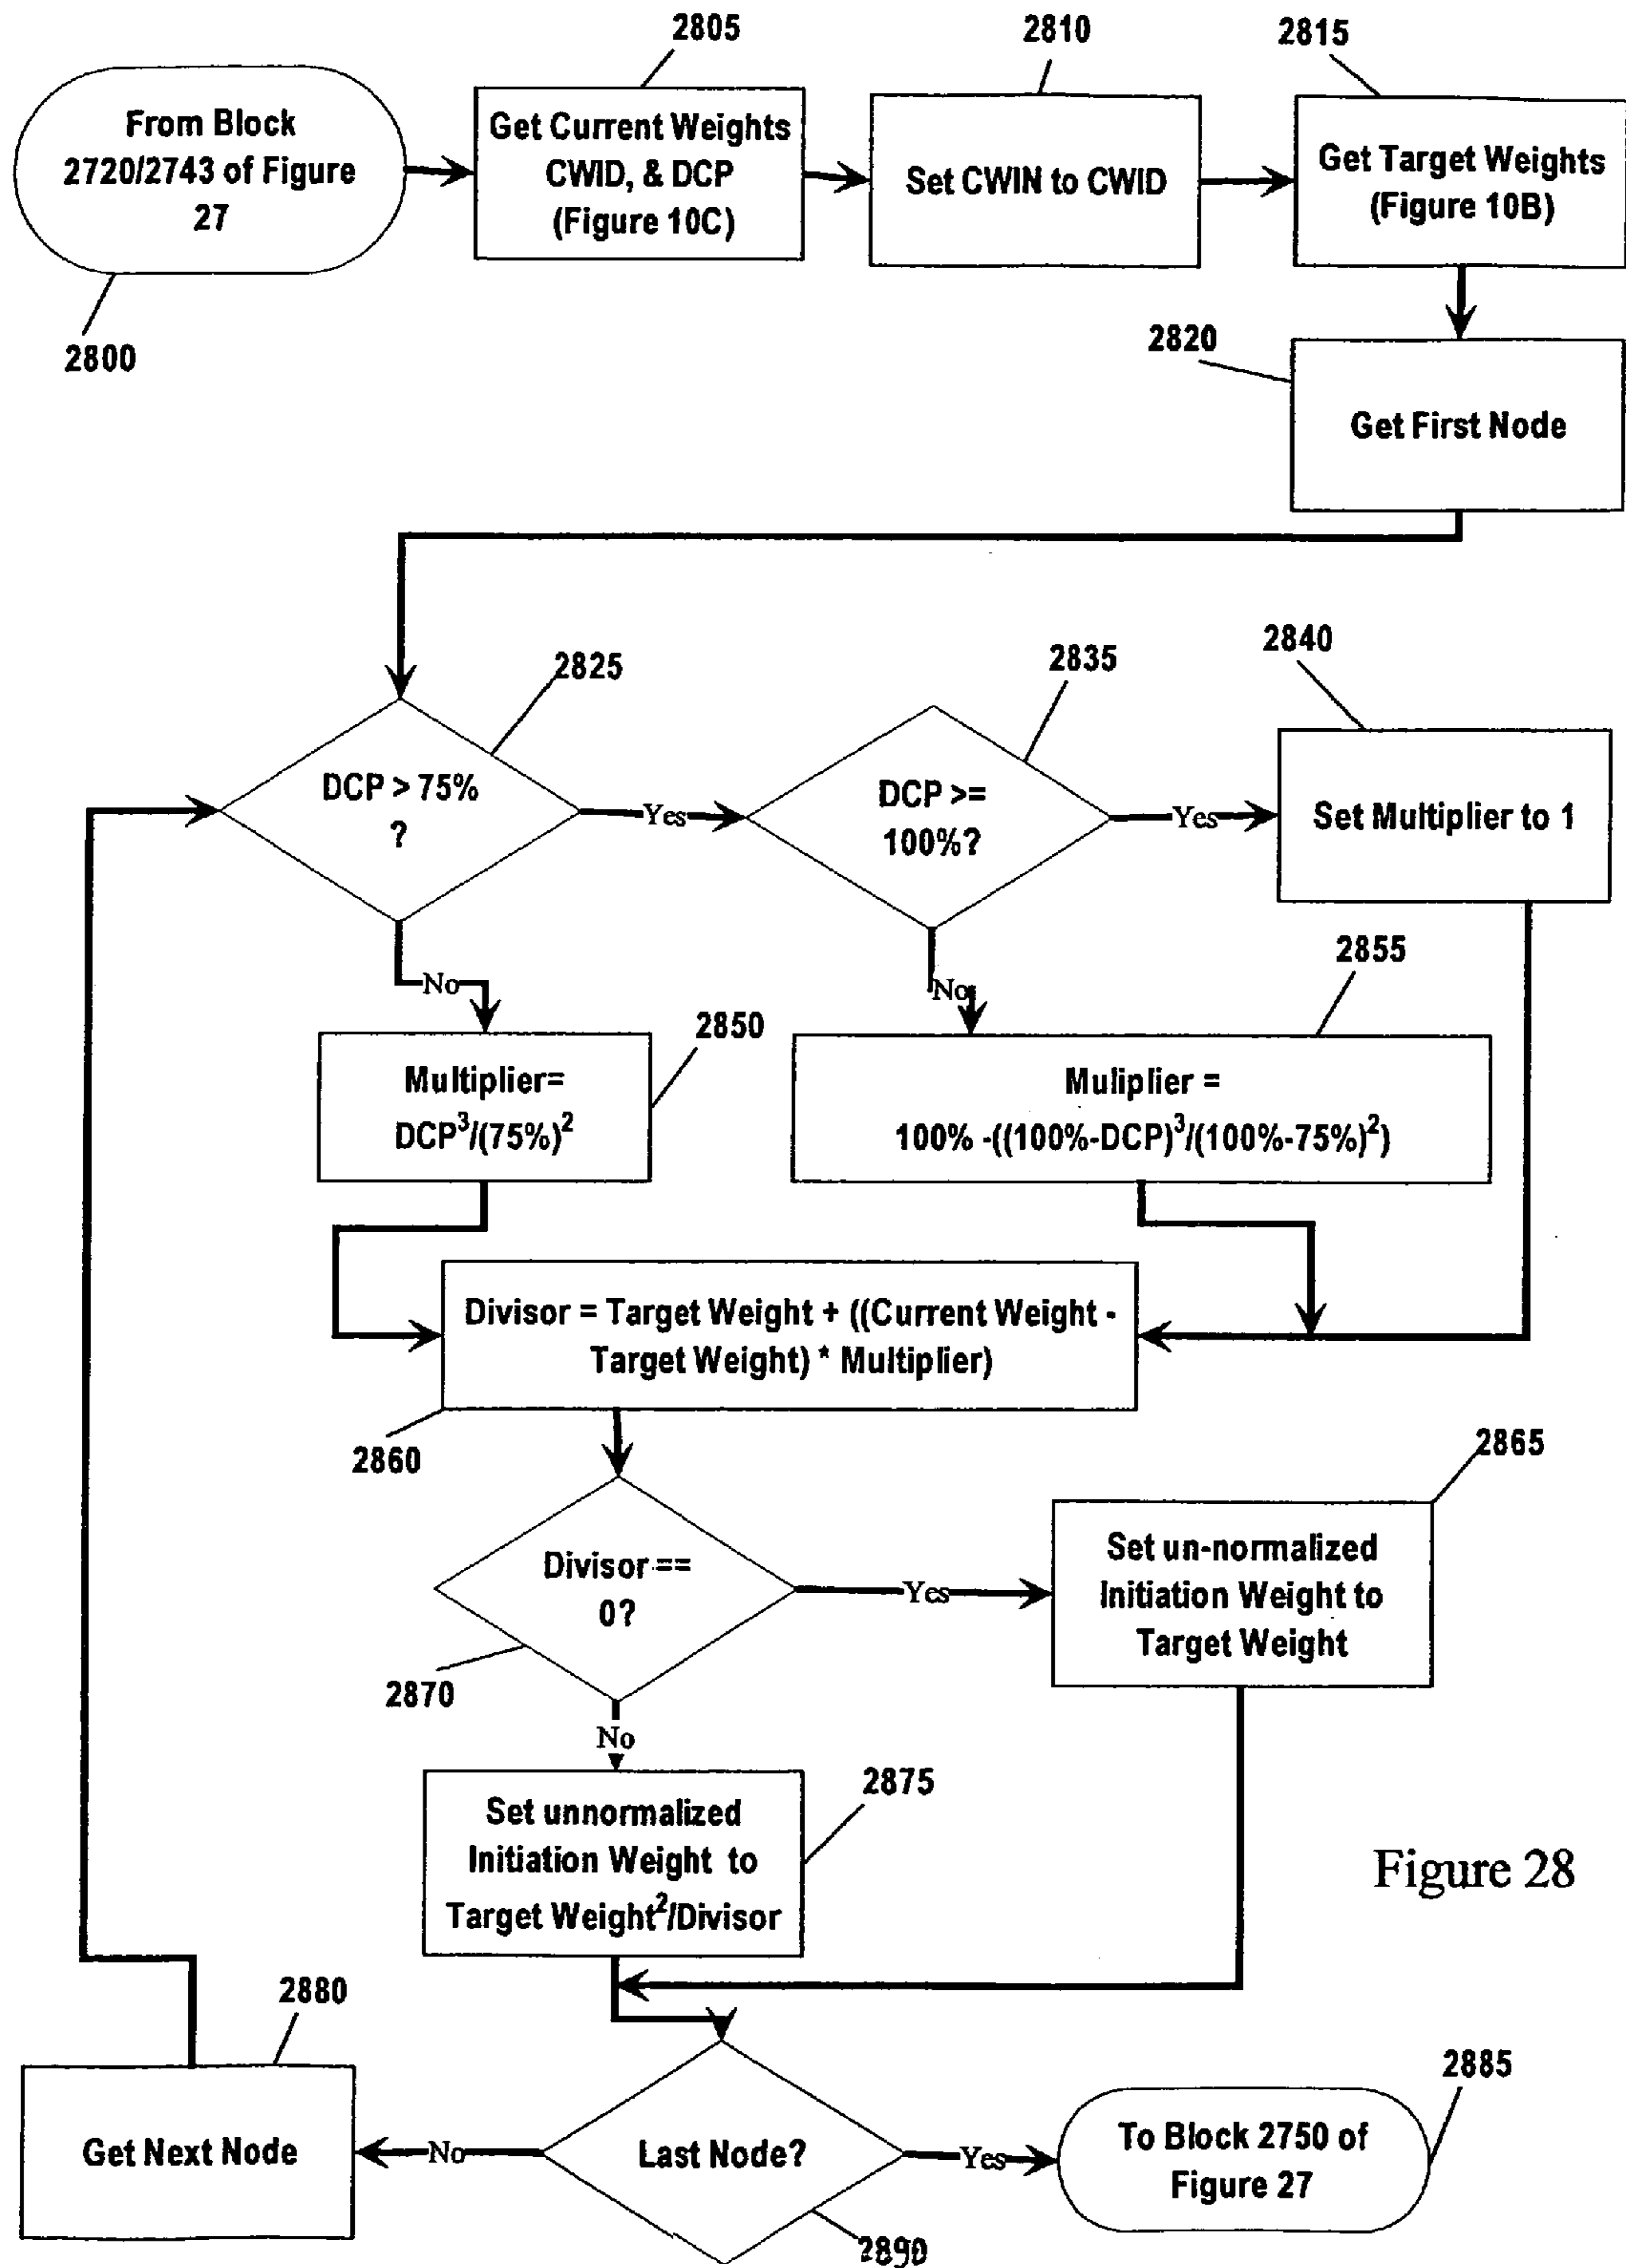 2805
2810
2815
From Block
2720/2743 of Figure
27
Get Current Weights
CWID, & DCP
(Figure 10C)
Set CWIN to CWID
Get Target Weights
(Figure 10B)
2800
2820
Get First Node
2825
2835
2840
DCP > 75%
?
Yes
DCP >=
100%?
Yes
Set Multiplier to 1
No
No
2850
2855
Multiplier=
DCP³/(75%)²
Muliplier =
100% -((100%-DCP)³/(100%-75%)²)
Divisor = Target Weight + ((Current Weight -
Target Weight) * Multiplier)
2860
2865
Divisor ==
0?
Yes
Set un-normalized
Initiation Weight to
Target Weight
2870
No
2875
Set unnormalized
Initiation Weight to
Target Weight²/Divisor
Figure 28
2880
2885
Get Next Node
No
Last Node?
Yes
To Block 2750 of
Figure 27
2890